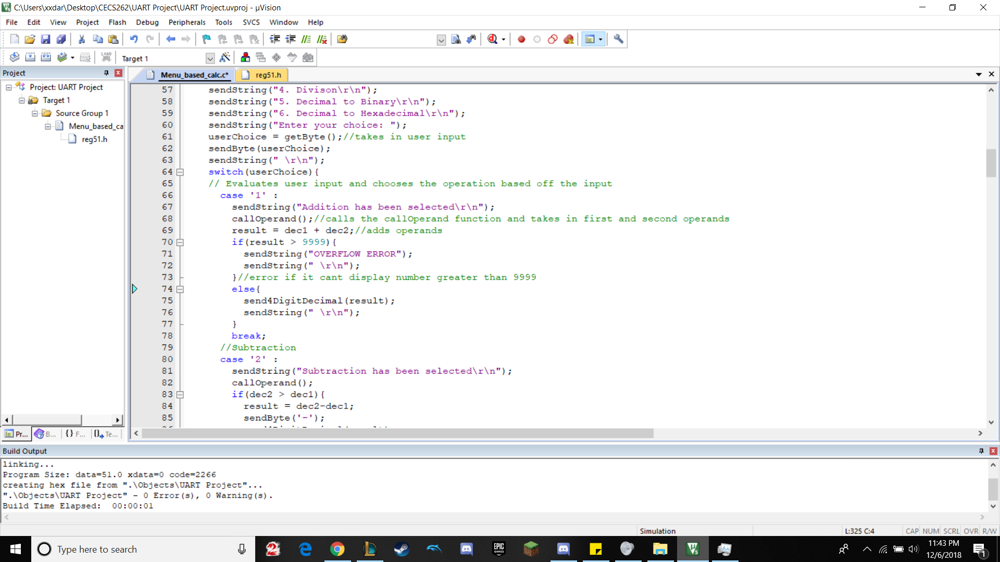 C:\Users\xxdar\Desktop\CECS262\UART Project\UART Project.uvproj - µVision
File Edit View Project Flash Debug Peripherals Tools SVCS Window Help
LOAD Target 1
Project
Menu_based_calc.c* reg51.h
Project: UART Project
Target 1
Source Group 1
Menu_based_ca
reg51.h
57 sendString("4. Divison\r\n");
58 sendString("5. Decimal to Binary\r\n");
59 sendString("6. Decimal to Hexadecimal\r\n");
60 sendString("Enter your choice: ");
61 userChoice = getByte();//takes in user input
62 sendByte(userChoice);
63 sendString(" \r\n");
64 switch(userChoice){
65 // Evaluates user input and chooses the operation based off the input
66 case '1' :
67 sendString("Addition has been selected\r\n");
68 callOperand();//calls the callOperand function and takes in first and second operands
69 result = dec1 + dec2;//adds operands
70 if(result > 9999){
71 sendString("OVERFLOW ERROR");
72 sendString(" \r\n");
73 }//error if it cant display number greater than 9999
74 else{
75 send4DigitDecimal(result);
76 sendString(" \r\n");
77 }
78 break;
79 //Subtraction
80 case '2' :
81 sendString("Subtraction has been selected\r\n");
82 callOperand();
83 if(dec2 > dec1){
84 result = dec2-dec1;
85 sendByte('-');
Pr... B... {} F... Te...
Build Output
linking...
Program Size: data=51.0 xdata=0 code=2266
creating hex file from ".\Objects\UART Project"...
".\Objects\UART Project" - 0 Error(s), 0 Warning(s).
Build Time Elapsed:  00:00:01
Simulation L:325 C:4 CAP NUM SCRL OVR R/W
Type here to search
EPIC GAMES
11:43 PM
12/6/2018
1